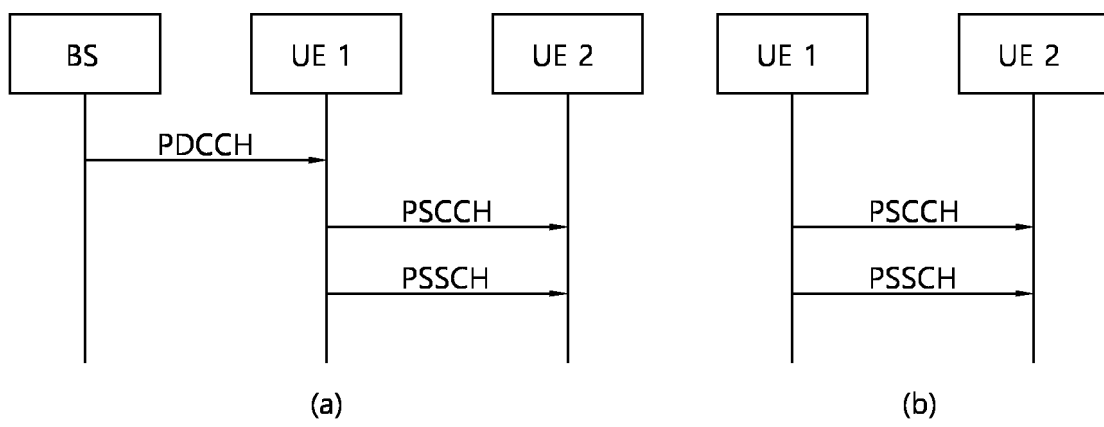 BS UE 1 UE 2 UE 1 UE 2
PDCCH
PSCCH PSCCH
PSSCH PSSCH
(a) (b)